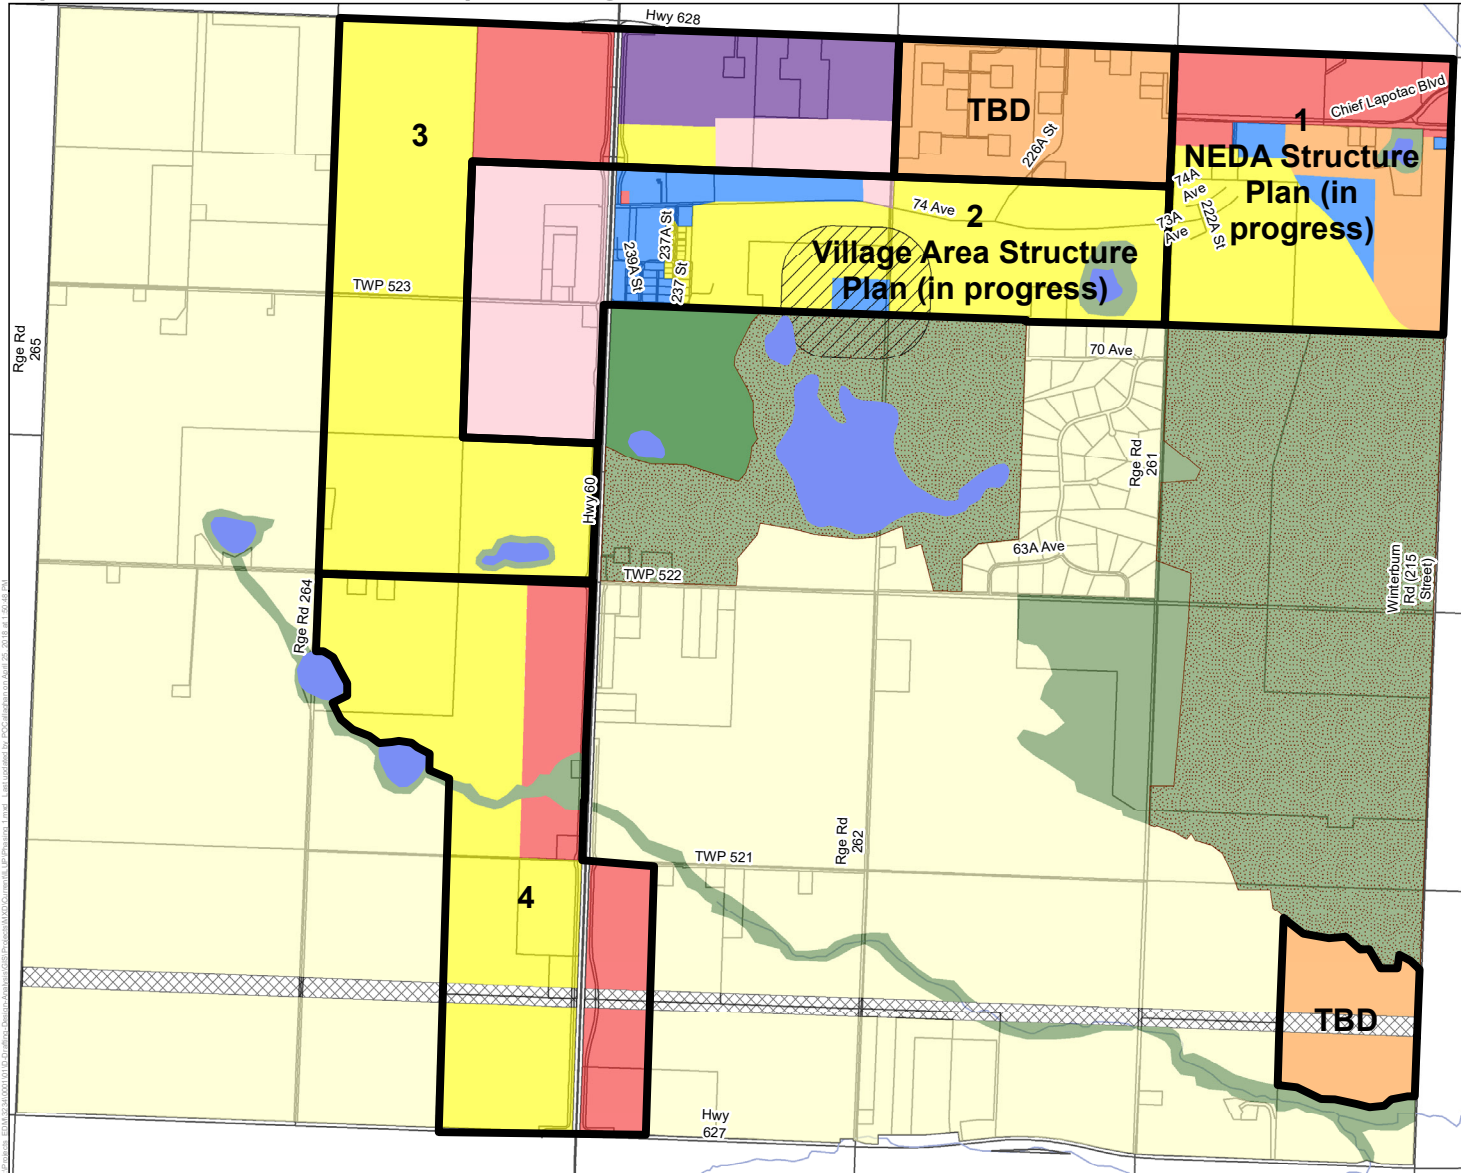 Hwy 628
3
TBD
226A St
Chief Lapotac Blvd
1
NEDA Structure
Plan (in
progress)
74A
Ave
73A
Ave
222A St
74 Ave
2
Village Area Structure
Plan (in progress)
239A St
237A St
237 St
TWP 523
Rge Rd
265
70 Ave
Rge Rd
261
Hwy 60
63A Ave
TWP 522
Winterburn
Rd (215
Street)
Rge Rd 264
TWP 521
Rge Rd
262
4
TBD
Hwy
627